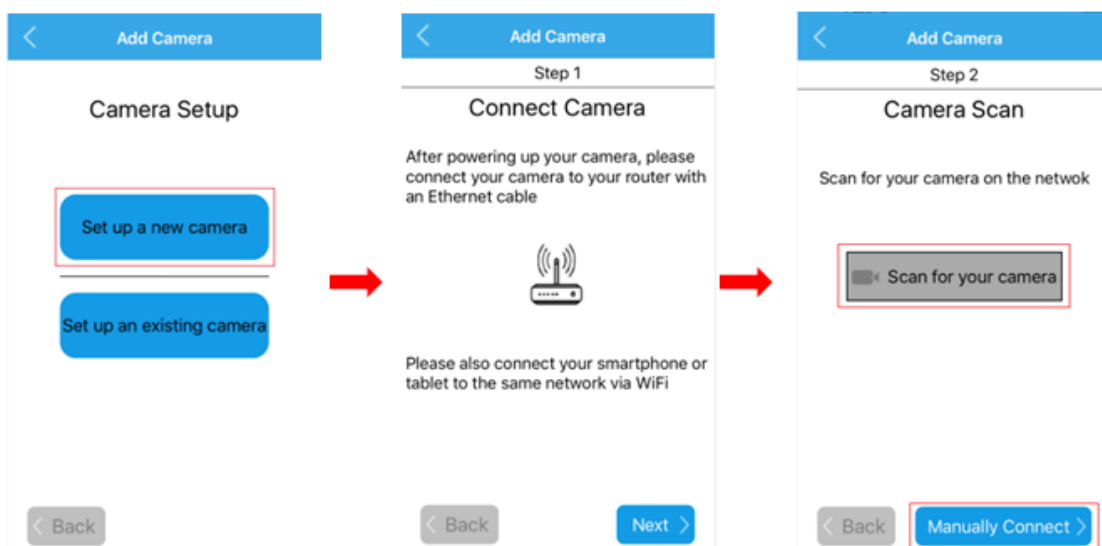 Add Camera
Camera Setup
Set up a new camera
Set up an existing camera
Back
Add Camera
Step 1
Connect Camera
After powering up your camera, please
connect your camera to your router with
an Ethernet cable
Please also connect your smartphone or
tablet to the same network via WiFi
Back
Next
Add Camera
Step 2
Camera Scan
Scan for your camera on the netwok
Scan for your camera
Back
Manually Connect